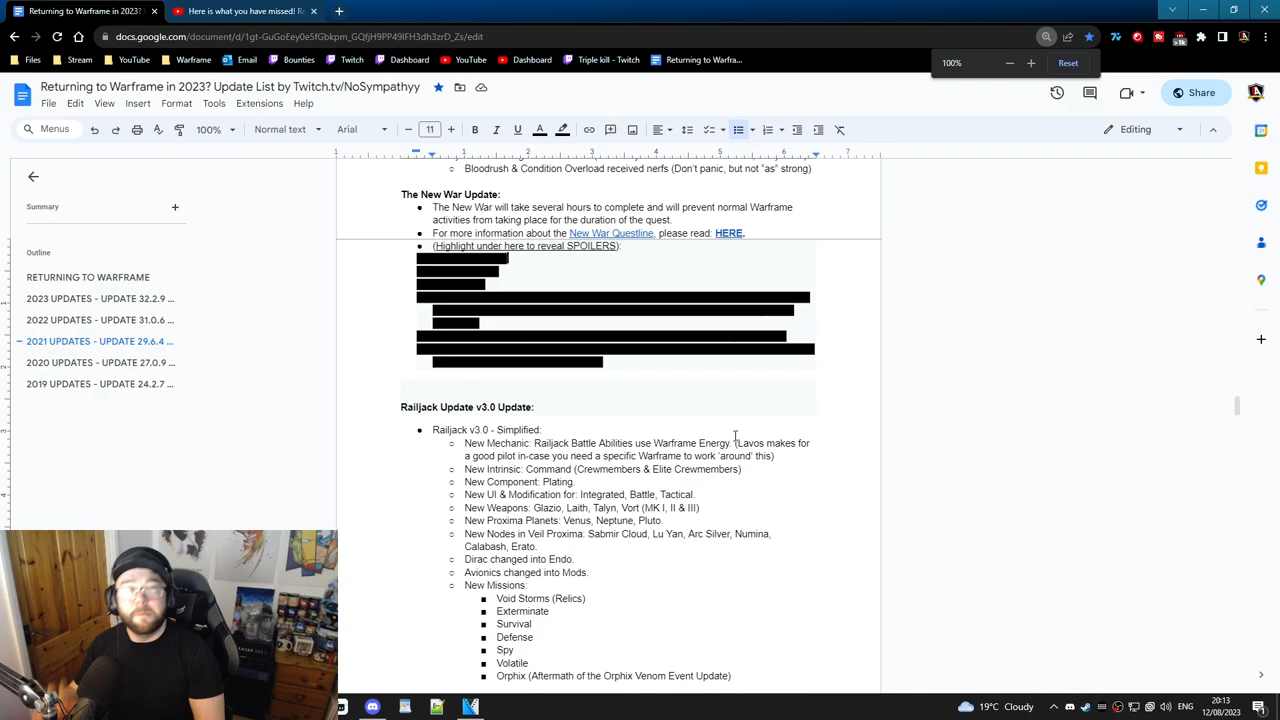 Returning to Warframe in 2023?
Here's what you have missed! Re
docs.google.com/document/d/1gt-GuGoEey0e5fGbkpm_GQfjH9PP49IFH3dh3zrD_Zs/edit
Files
Stream
YouTube
Warframe
Email
Bounties
Twitch
Dashboard
YouTube
Dashboard
Triple kill - Twitch
Returning to Warfra...
100%
Reset
Returning to Warframe in 2023? Update List by Twitch.tv/NoSympathyy
File Edit View Insert Format Tools Extensions Help
Share
Menus
100%
Normal text
Arial
11
Editing
1 1 2 3 4 5 6 7
Summary
Outline
RETURNING TO WARFRAME
2023 UPDATES - UPDATE 32.2.9 ...
2022 UPDATES - UPDATE 31.0.6 ...
2021 UPDATES - UPDATE 29.6.4 ...
2020 UPDATES - UPDATE 27.0.9 ...
2019 UPDATES - UPDATE 24.2.7 ...
Bloodrush & Condition Overload received nerfs (Don't panic, but not "as" strong)
The New War Update:
The New War will take several hours to complete and will prevent normal Warframe
activities from taking place for the duration of the quest.
For more information about the New War Questline, please read: HERE.
(Highlight under here to reveal SPOILERS):
Railjack Update v3.0 Update:
Railjack v3.0 - Simplified:
New Mechanic: Railjack Battle Abilities use Warframe Energy. (Lavos makes for
a good pilot in-case you need a specific Warframe to work 'around' this)
New Intrinsic: Command (Crewmembers & Elite Crewmembers)
New Component: Plating.
New UI & Modification for: Integrated, Battle, Tactical.
New Weapons: Glazio, Laith, Talyn, Vort (MK I, II & III)
New Proxima Planets: Venus, Neptune, Pluto.
New Nodes in Veil Proxima: Sabmir Cloud, Lu Yan, Arc Silver, Numina,
Calabash, Erato.
Dirac changed into Endo.
Avionics changed into Mods.
New Missions:
Void Storms (Relics)
Exterminate
Survival
Defense
Spy
Volatile
Orphix (Aftermath of the Orphix Venom Event Update)
19°C Cloudy
20:13
12/08/2023